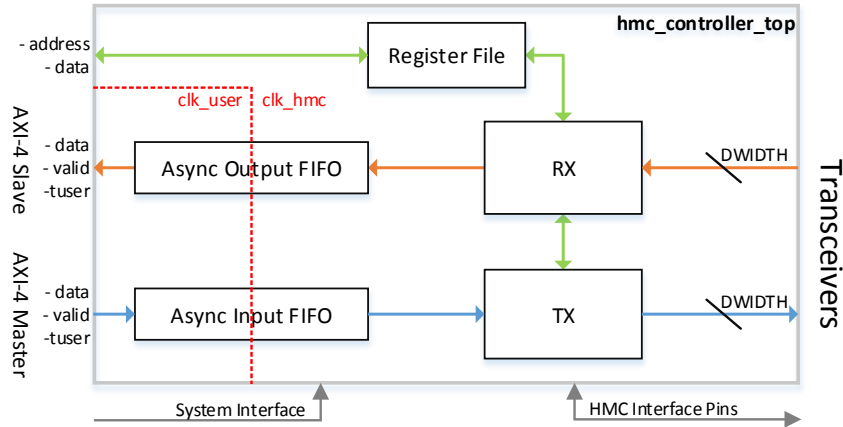 hmc_controller_top
- address
- data
Register File
clk_user
clk_hmc
AXI-4 Slave
- data
- valid
-tuser
Async Output FIFO
RX
DWIDTH
Transceivers
AXI-4 Master
- data
- valid
-tuser
Async Input FIFO
TX
DWIDTH
System Interface
HMC Interface Pins